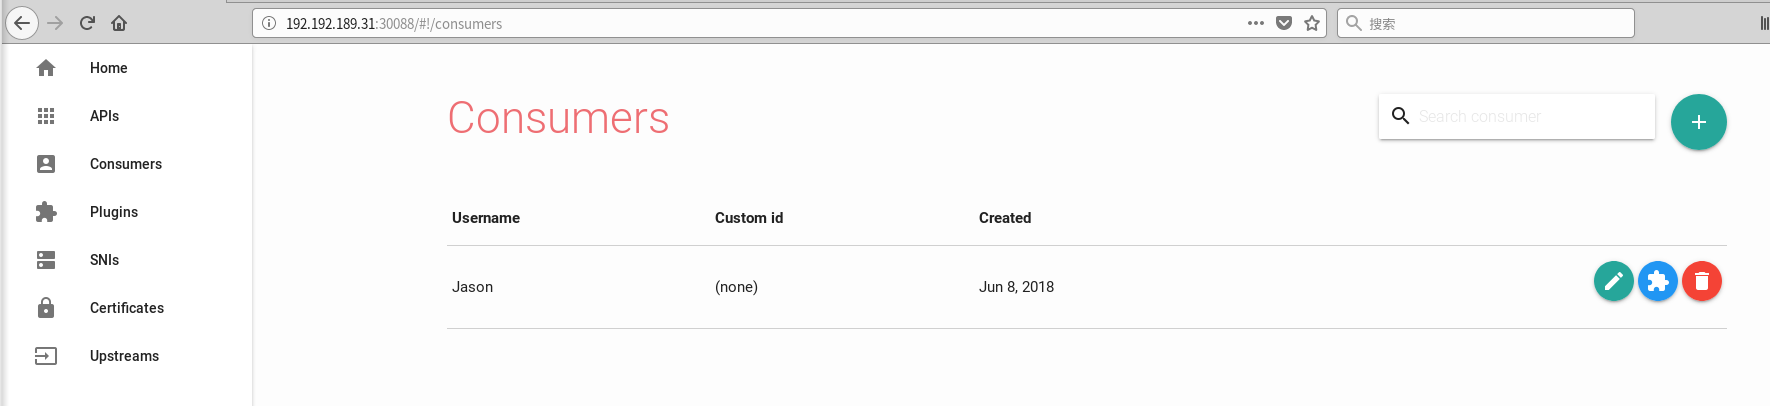 192.192.189.31:30088/#!/consumers
搜索
Home
APIs
Consumers
Plugins
SNIs
Certificates
Upstreams
Consumers
Search consumer
Username Custom id Created
Jason (none) Jun 8, 2018